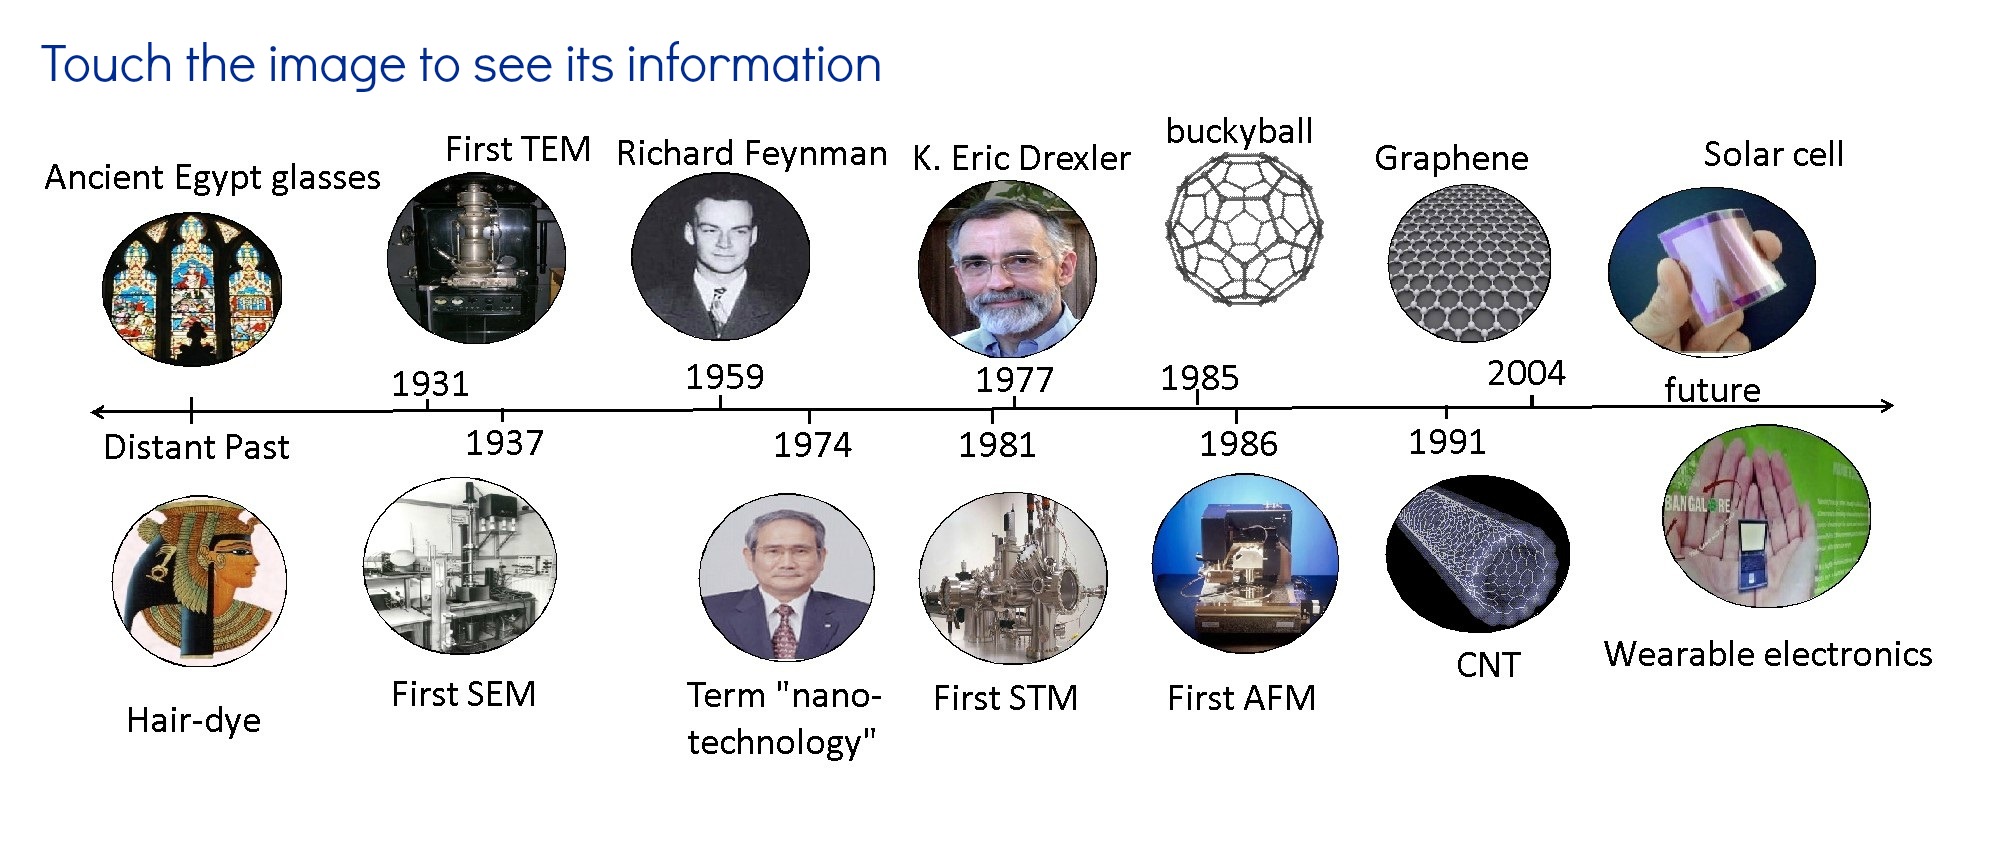 Touch the image to see its information
Ancient Egypt glasses
First TEM
Richard Feynman
K. Eric Drexler
buckyball
Graphene
Solar cell
1931
1959
1977
1985
2004
future
Distant Past
1937
1974
1981
1986
1991
BANGAL RE
Hair-dye
First SEM
Term "nano-
technology"
First STM
First AFM
CNT
Wearable electronics